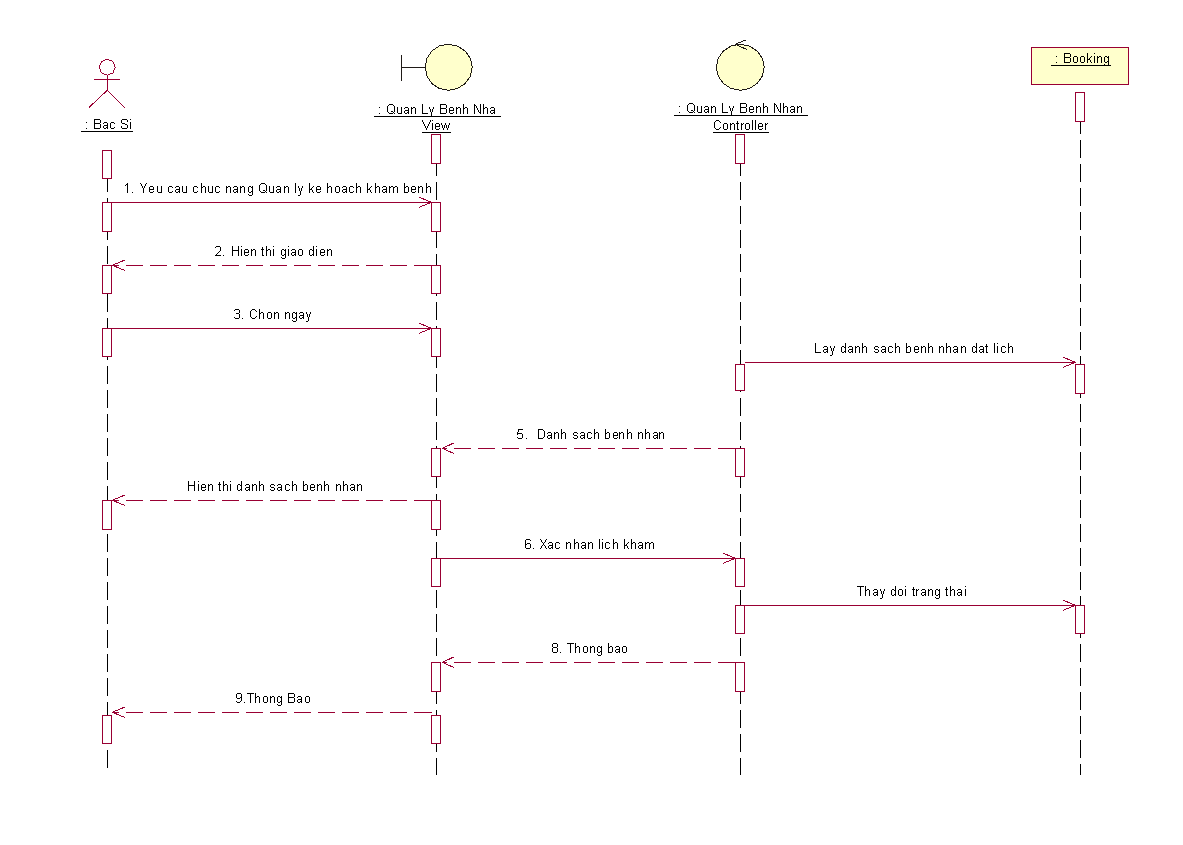 : Booking
: Bac Si
: Quan Ly Benh Nha
View
: Quan Ly Benh Nhan
Controller
1. Yeu cau chuc nang Quan ly ke hoach kham benh
2. Hien thi giao dien
3. Chon ngay
Lay danh sach benh nhan dat lich
5. Danh sach benh nhan
Hien thi danh sach benh nhan
6. Xac nhan lich kham
Thay doi trang thai
8. Thong bao
9.Thong Bao